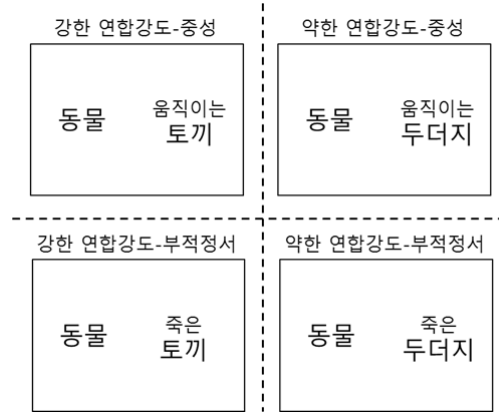 강한 연합강도-중성
동물
움직이는
토끼
약한 연합강도-중성
동물
움직이는
두더지
강한 연합강도-부적정서
동물
죽은
토끼
약한 연합강도-부적정서
동물
죽은
두더지